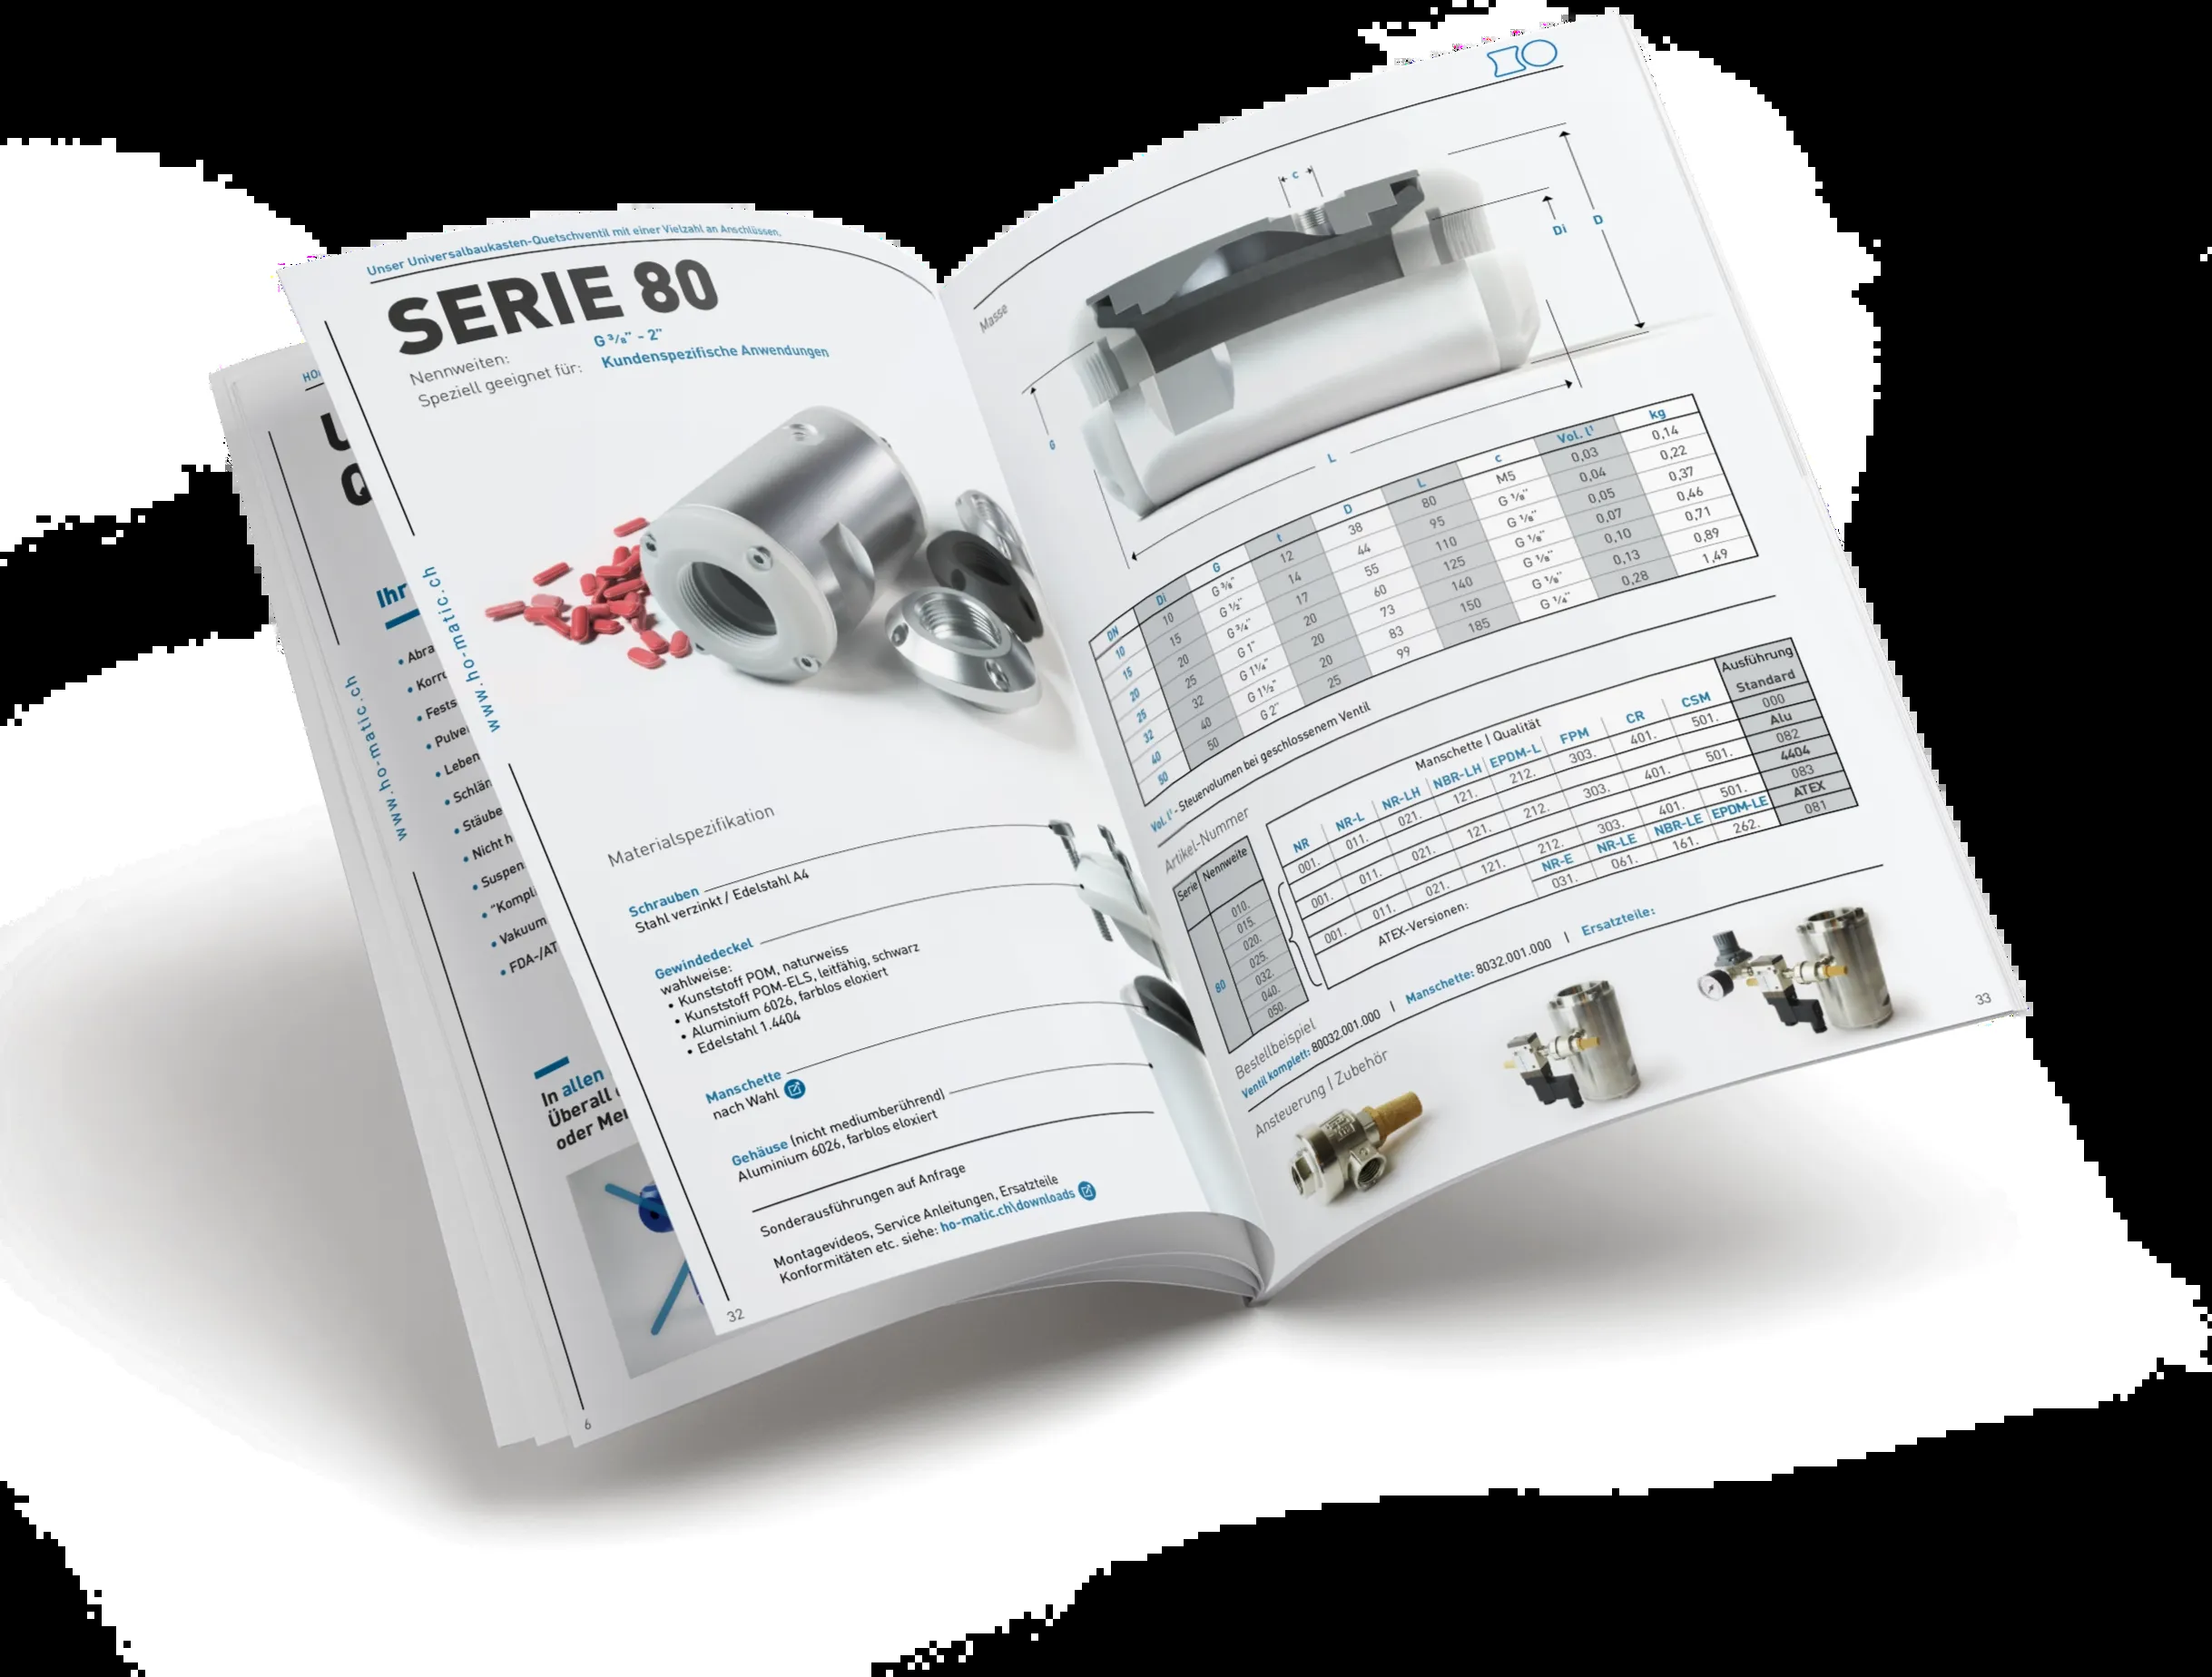 Unser Universalbaukasten-Quetschventil mit einer Vielzahl an Anschlüssen.
SERIE 80
Nennweiten: G ³/₈" - 2"
Speziell geeignet für: Kundenspezifische Anwendungen
www.ho-matic.ch
Materialspezifikation
Schrauben
Stahl verzinkt / Edelstahl A4
Gewindedeckel
wahlweise:
• Kunststoff POM, naturweiss
• Kunststoff POM-ELS, leitfähig, schwarz
• Aluminium 6026, farblos eloxiert
• Edelstahl 1.4404
Manschette
nach Wahl
Gehäuse (nicht mediumberührend)
Aluminium 6026, farblos eloxiert
Sonderausführungen auf Anfrage
Montagevideos, Service Anleitungen, Ersatzteile
Konformitäten etc. siehe: ho-matic.ch\downloads
32
Ihr
• Fests
• Leben
• Schlän
• Stäube
• Nicht
• Suspen
• "Kompl
• Vakuum
• FDA-/AT
www.ho-matic.ch
In allen
Überall
oder Me
6
Masse
c
Di
D
G
L
DN Di G t D L c Vol. l¹ kg
10 10 G ³/₈" 12 38 80 M5 0,03 0,14
15 15 G ½" 14 44 95 G ⅛" 0,04 0,22
20 20 G ¾" 17 55 110 G ⅛" 0,05 0,37
25 25 G 1" 20 60 125 G ⅛" 0,07 0,46
32 32 G 1¼" 20 73 140 G ⅛" 0,10 0,71
40 40 G 1½" 20 83 150 G ⅛" 0,13 0,89
50 50 G 2" 25 99 185 G ¼" 0,28 1,49
Vol. l¹ - Steuervolumen bei geschlossenem Ventil
Artikel-Nummer
Serie Nennweite
80
010.
015.
020.
025.
032.
040.
050.
Manschette | Qualität Ausführung
NR NR-L NR-LH NBR-LH EPDM-L FPM CR CSM Standard
001. 011. 021. 121. 212. 303. 401. 501. 000
Alu
001. 011. 021. 121. 212. 303. 401. 501. 082
4404
001. 011. 021. 121. 212. 303. 401. 501. 083
NR-E NR-LE NBR-LE EPDM-LE ATEX
ATEX-Versionen: 031. 061. 161. 262. 081
Bestellbeispiel
Ventil komplett: 80032.001.000 | Manschette: 8032.001.000 | Ersatzteile:
Ansteuerung | Zubehör
33